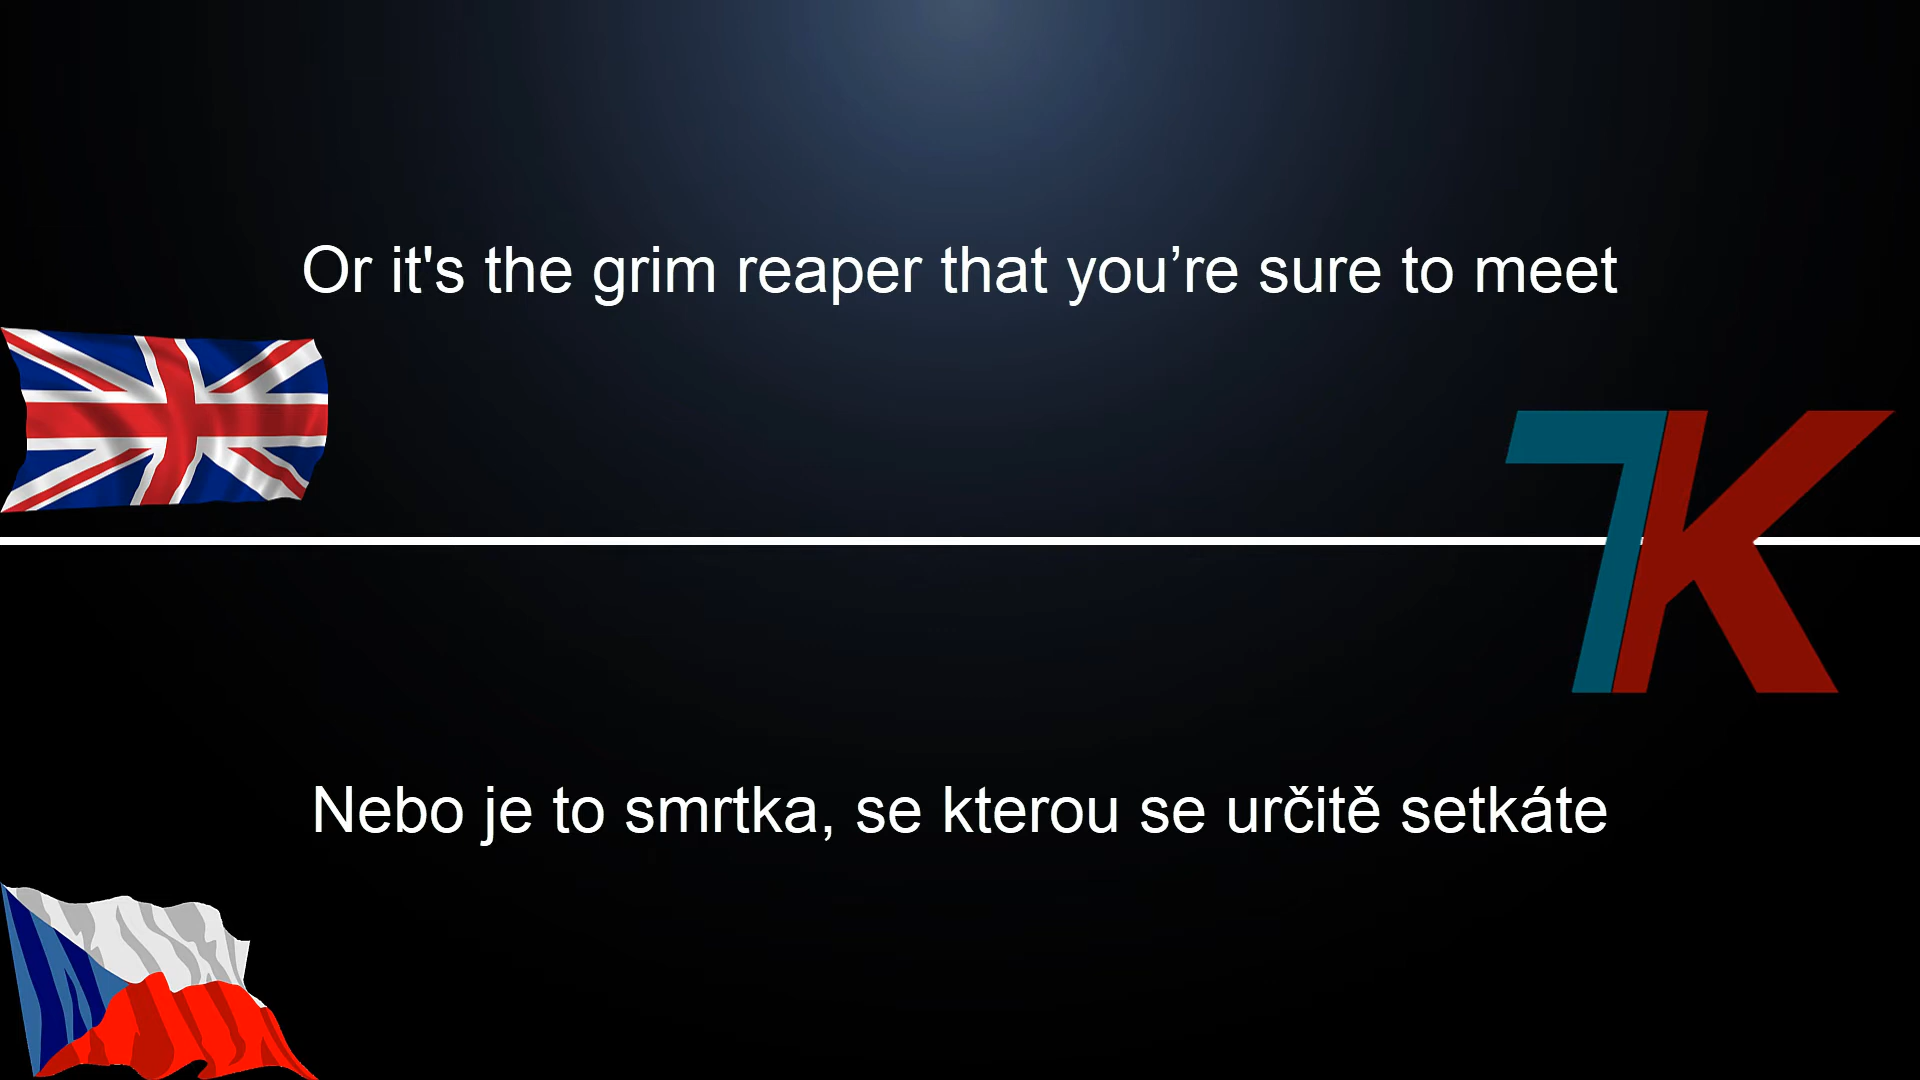 Or it's the grim reaper that you’re sure to meet
7K
Nebo je to smrtka, se kterou se určitě setkáte